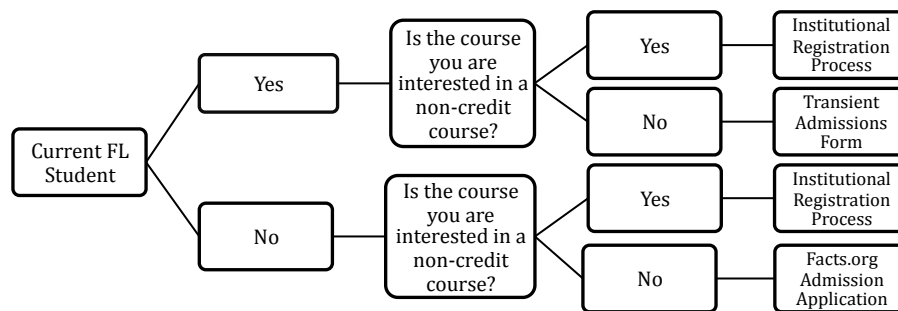 Current FL
Student
Yes
Is the course
you are
interested in a
non-credit
course?
Yes
Institutional
Registration
Process
No
Transient
Admissions
Form
No
Is the course
you are
interested in a
non-credit
course?
Yes
Institutional
Registration
Process
No
Facts.org
Admission
Application